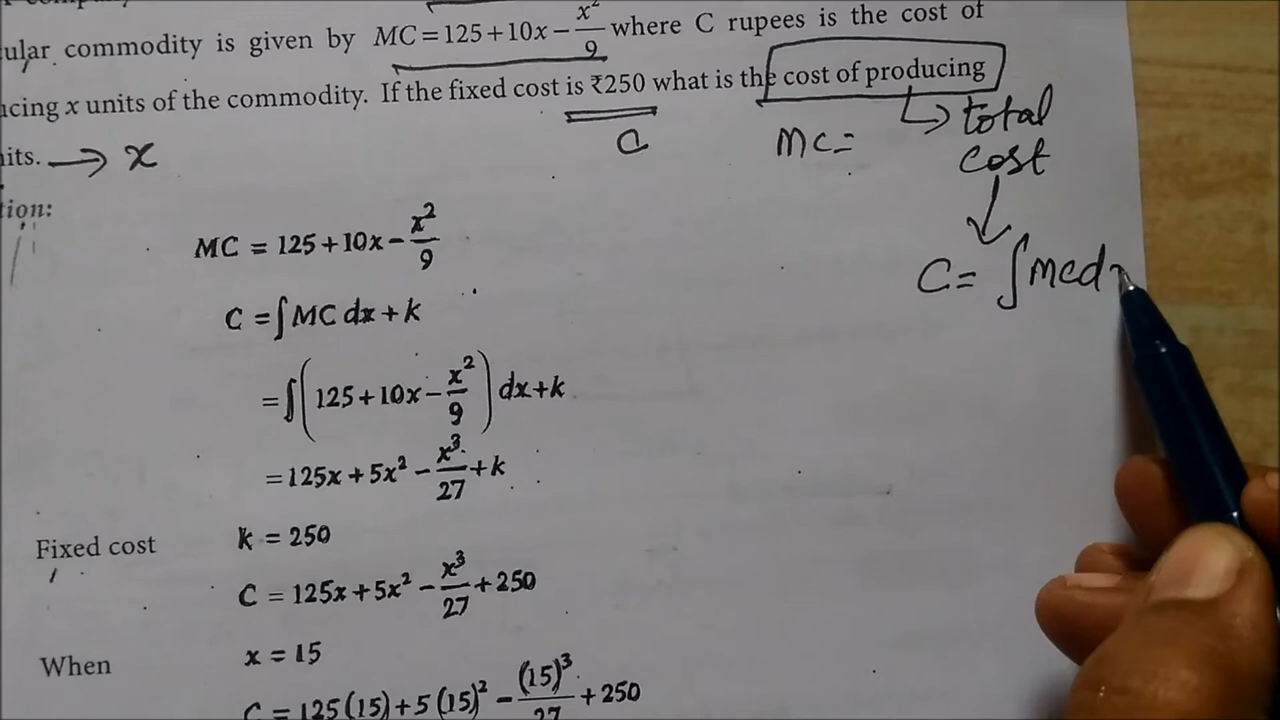 ular commodity is given by MC=125+10x-x²/9 where C rupees is the cost of
cing x units of the commodity. If the fixed cost is ₹250 what is the cost of producing
its. → x
C
MC=
↳ total
cost
↓
C= ∫mcd
tion:
MC = 125+10x-x²/9
C = ∫MC dx+k
= ∫(125+10x-x²/9) dx+k
= 125x+5x²-x³/27+k
Fixed cost k = 250
C = 125x+5x²-x³/27+250
When x = 15
C = 125(15)+5(15)²-(15)³/27+250